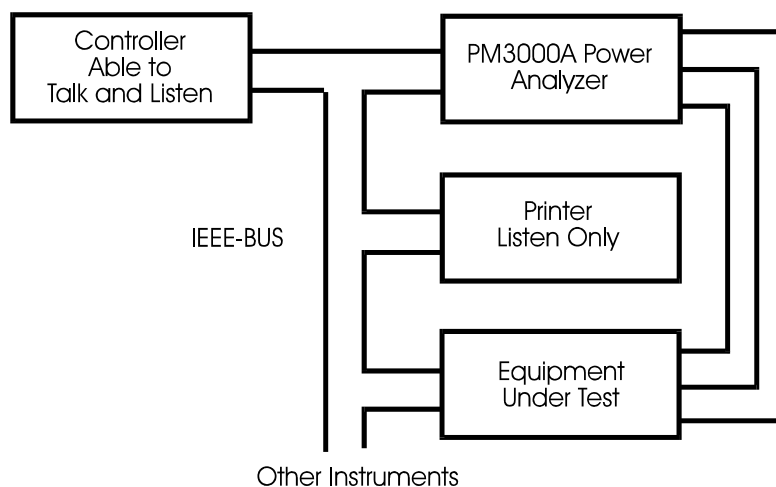 Controller
Able to
Talk and Listen
PM3000A Power
Analyzer
Printer
Listen Only
IEEE-BUS
Equipment
Under Test
Other Instruments